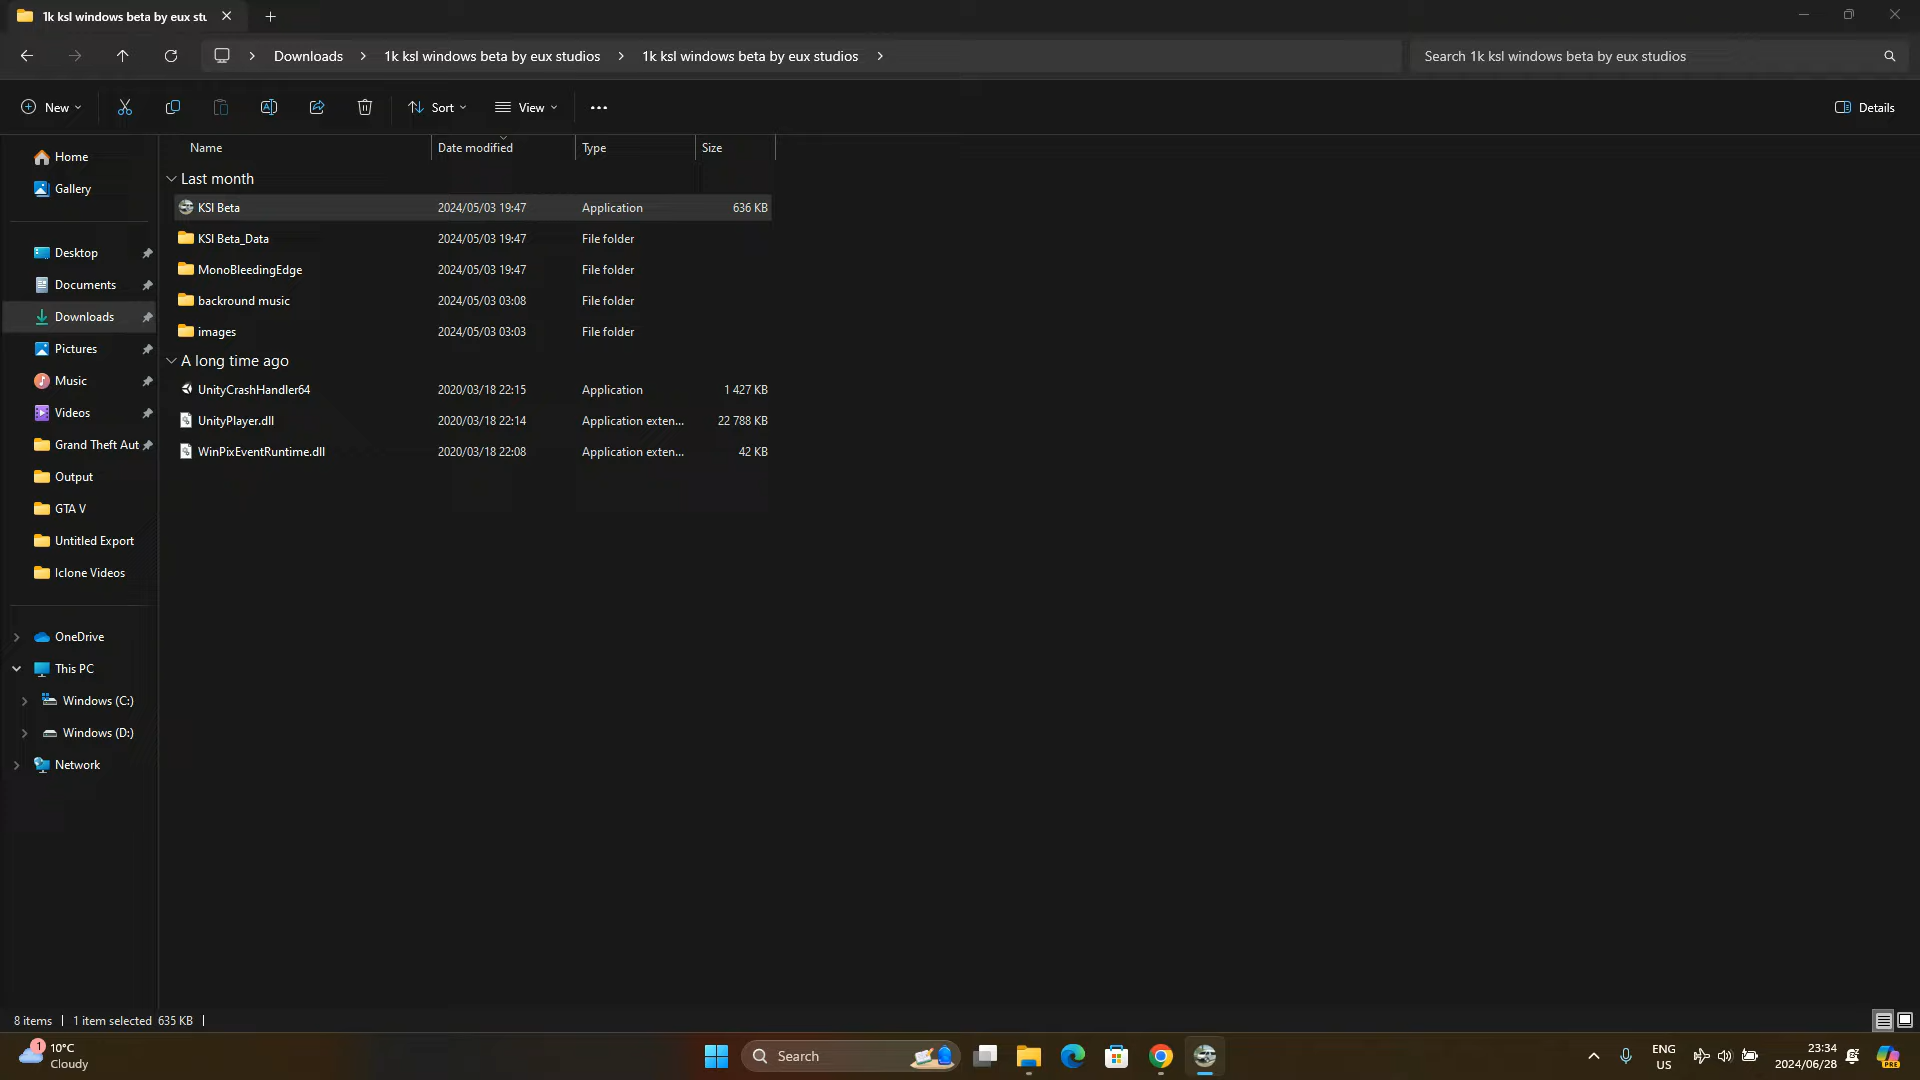 1k ksl windows beta by eux stu
Downloads
1k ksl windows beta by eux studios
1k ksl windows beta by eux studios
Search 1k ksl windows beta by eux studios
New
Sort
View
Details
Name
Date modified
Type
Size
Home
Gallery
Desktop
Documents
Downloads
Pictures
Music
Videos
Grand Theft Aut
Output
GTA V
Untitled Export
Iclone Videos
OneDrive
This PC
Windows (C:)
Windows (D:)
Network
Last month
KSI Beta 2024/05/03 19:47 Application 636 KB
KSI Beta_Data 2024/05/03 19:47 File folder
MonoBleedingEdge 2024/05/03 19:47 File folder
backround music 2024/05/03 03:08 File folder
images 2024/05/03 03:03 File folder
A long time ago
UnityCrashHandler64 2020/03/18 22:15 Application 1 427 KB
UnityPlayer.dll 2020/03/18 22:14 Application exten... 22 788 KB
WinPixEventRuntime.dll 2020/03/18 22:08 Application exten... 42 KB
8 items
1 item selected 635 KB
1
10°C
Cloudy
Search
ENG
US
23:34
2024/06/28
PRE